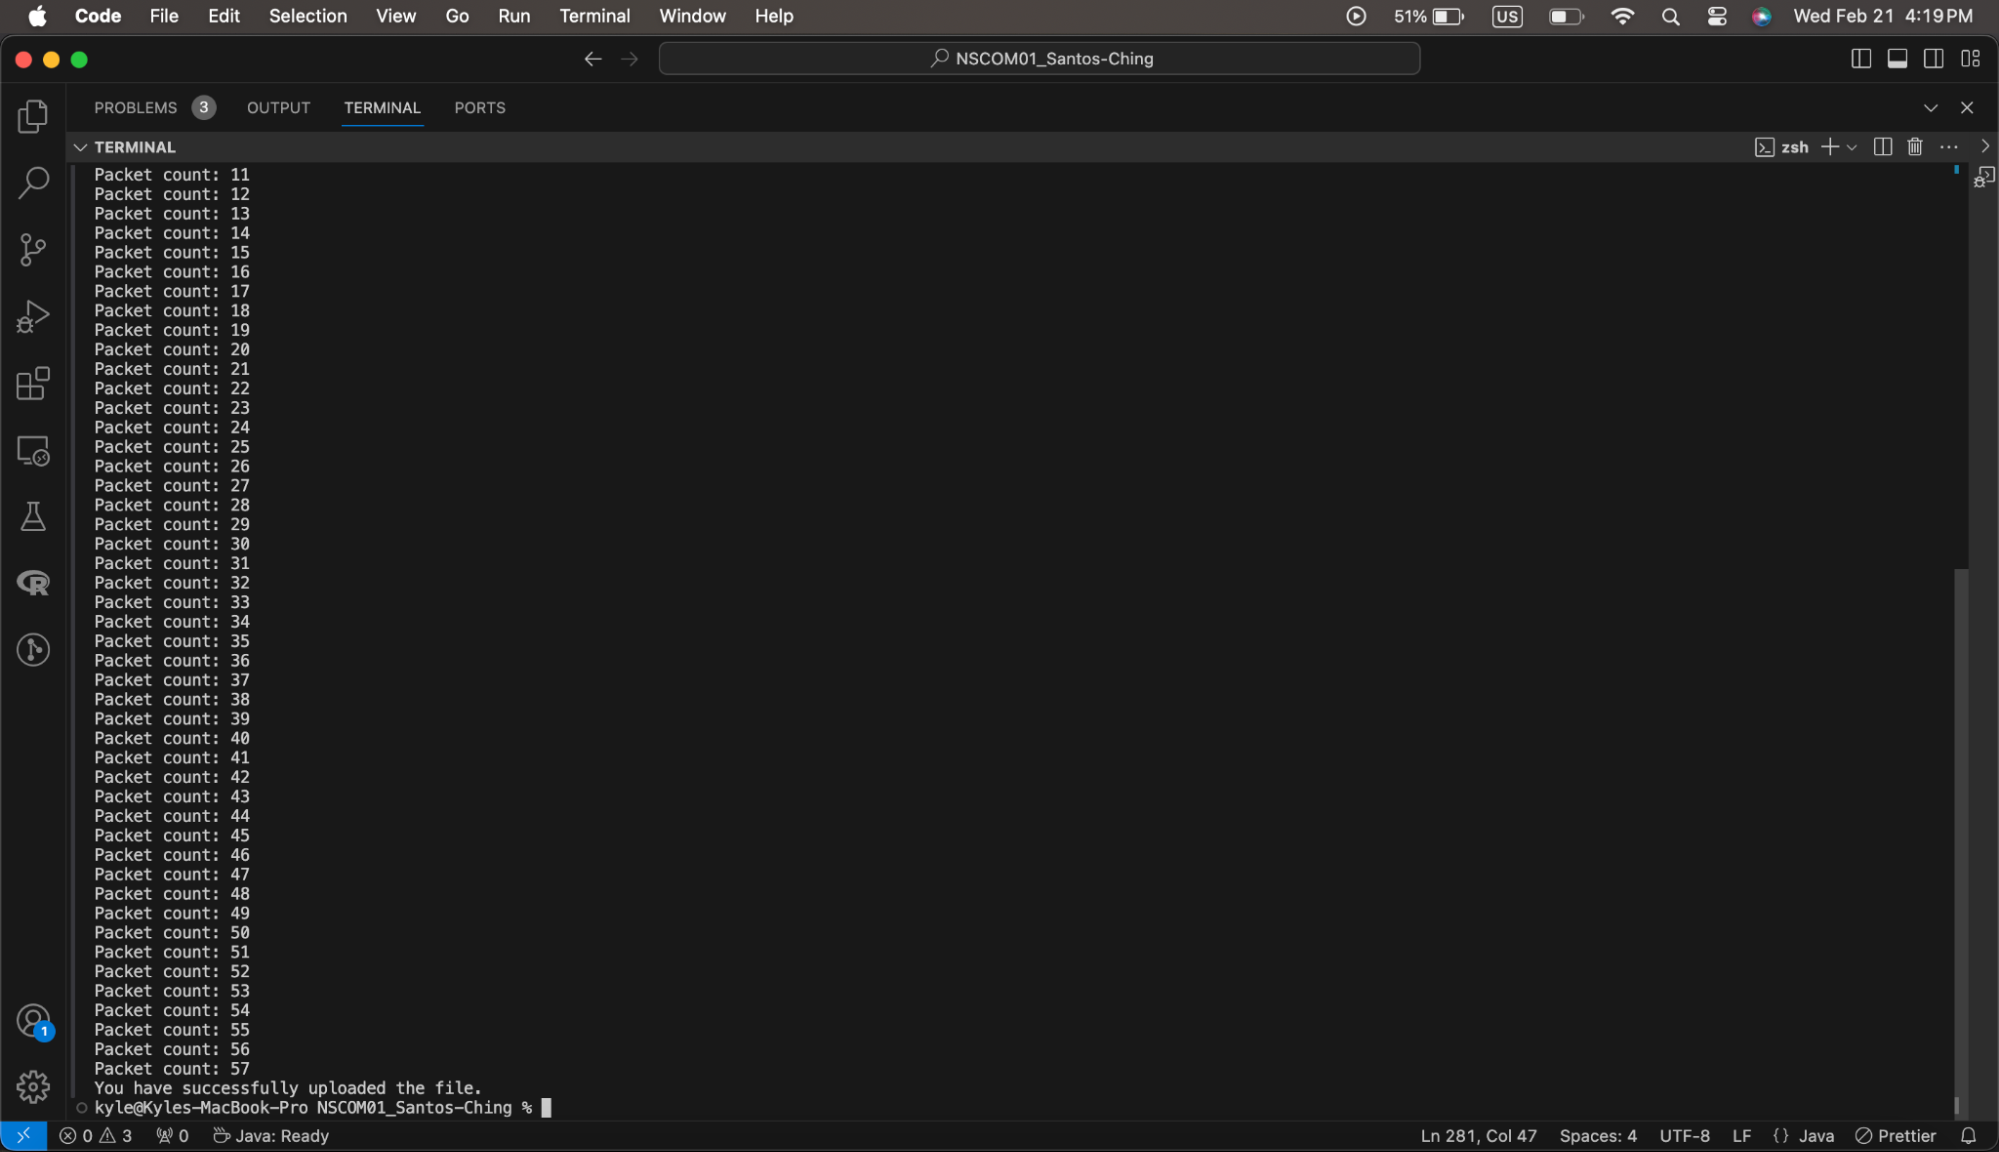 Code File Edit Selection View Go Run Terminal Window Help 51% US Wed Feb 21 4:19 PM
NSCOM01_Santos-Ching
PROBLEMS 3 OUTPUT TERMINAL PORTS
TERMINAL zsh
Packet count: 11
Packet count: 12
Packet count: 13
Packet count: 14
Packet count: 15
Packet count: 16
Packet count: 17
Packet count: 18
Packet count: 19
Packet count: 20
Packet count: 21
Packet count: 22
Packet count: 23
Packet count: 24
Packet count: 25
Packet count: 26
Packet count: 27
Packet count: 28
Packet count: 29
Packet count: 30
Packet count: 31
Packet count: 32
Packet count: 33
Packet count: 34
Packet count: 35
Packet count: 36
Packet count: 37
Packet count: 38
Packet count: 39
Packet count: 40
Packet count: 41
Packet count: 42
Packet count: 43
Packet count: 44
Packet count: 45
Packet count: 46
Packet count: 47
Packet count: 48
Packet count: 49
Packet count: 50
Packet count: 51
Packet count: 52
Packet count: 53
Packet count: 54
Packet count: 55
Packet count: 56
Packet count: 57
You have successfully uploaded the file.
kyle@Kyles-MacBook-Pro NSCOM01_Santos-Ching %
1
R
0 3 0 Java: Ready Ln 281, Col 47 Spaces: 4 UTF-8 LF {} Java Prettier